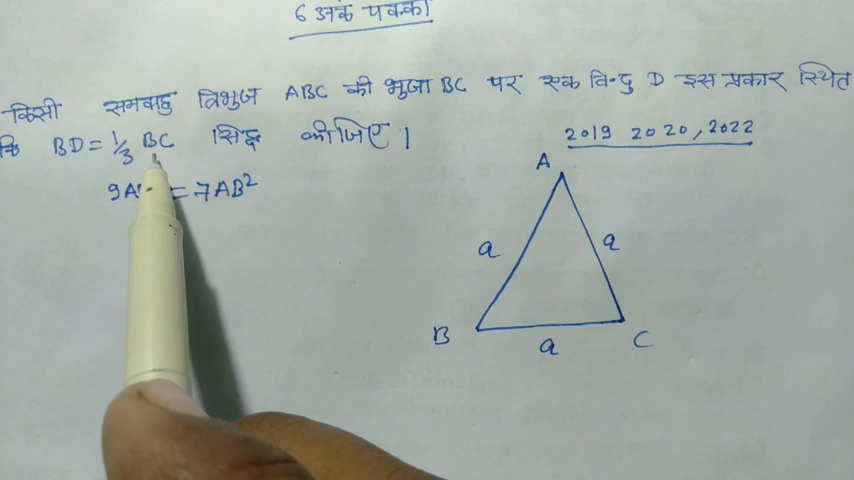 6 अंक पक्का
किसी समबाहु त्रिभुज ABC की भुजा BC पर एक बिन्दु D इस प्रकार स्थित
कि BD = 1/3 BC सिद्ध कीजिए।
2019 2020, 2022
= 7AB²
A
a a
B C
a